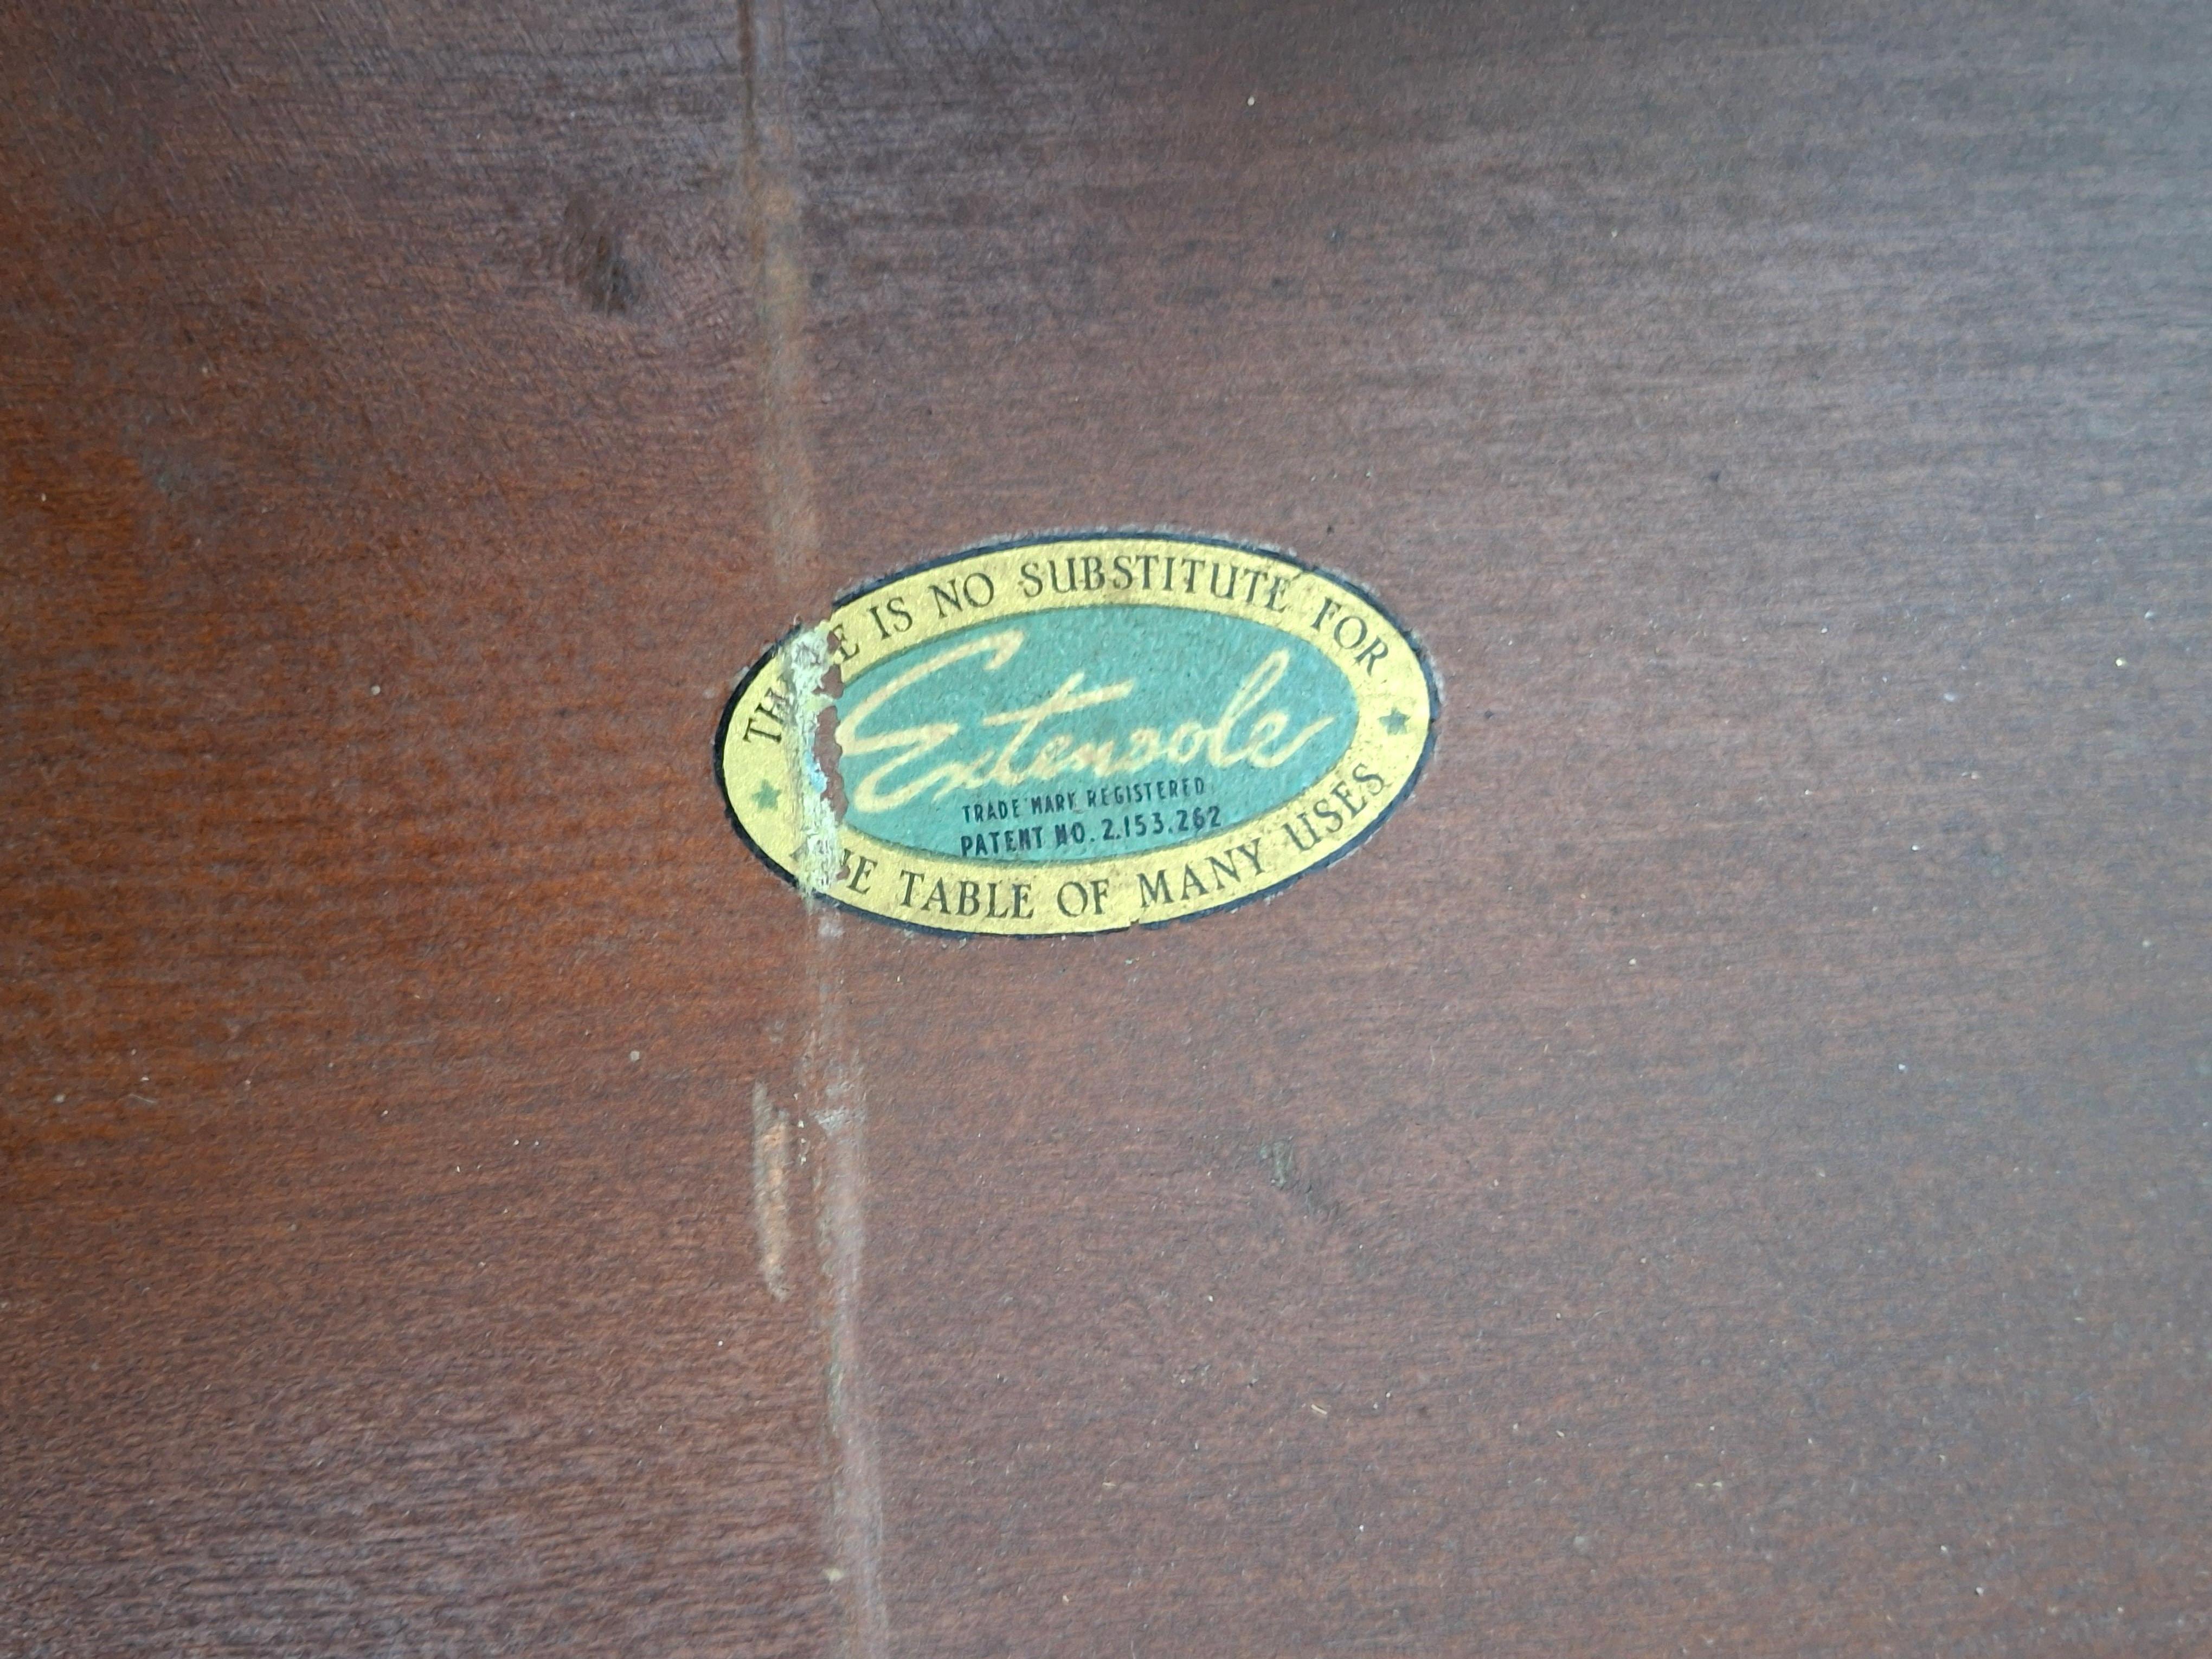 IS NO SUBSTITUTE FOR
Extensole
TRADE MARK REGISTERED
PATENT NO. 2.153.262
TABLE OF MANY USES